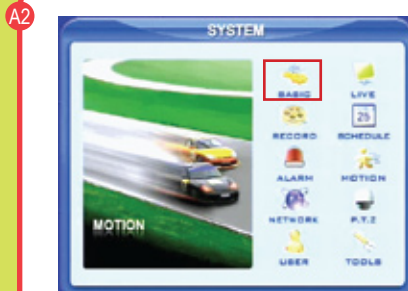 A2
SYSTEM
BASIC
LIVE
RECORD
25
SCHEDULE
ALARM
MOTION
MOTION
NETWORK
P.T.Z
USER
TOOLS